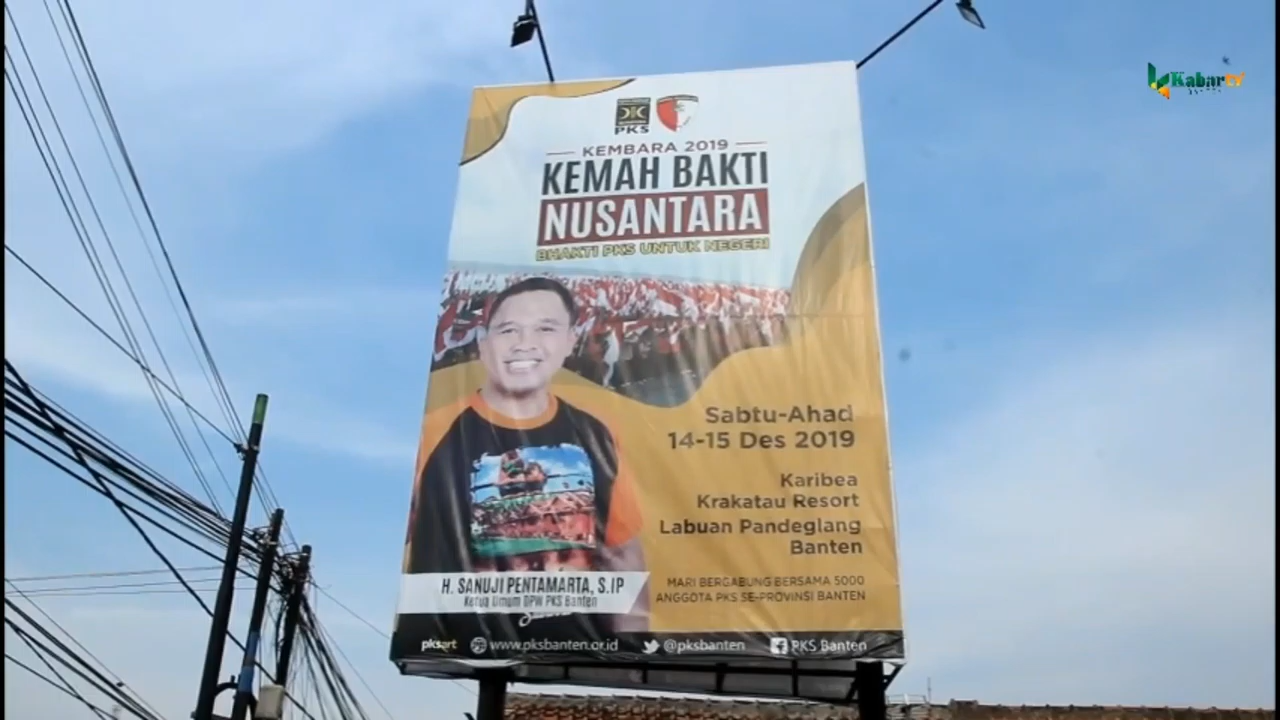 Kabartv
PKS
KEMBARA 2019
KEMAH BAKTI
NUSANTARA
BHAKTI PKS UNTUK NEGERI
Sabtu-Ahad
14-15 Des 2019
Karibea
Krakatau Resort
Labuan Pandeglang
Banten
H. SANUJI PENTAMARTA, S.IP
Ketua Umum DPW PKS Banten
MARI BERGABUNG BERSAMA 5000
ANGGOTA PKS SE-PROVINSI BANTEN
pksart www.pksbanten.or.id @pksbanten PKS Banten